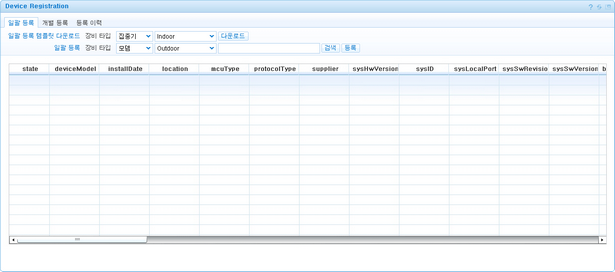 Device Registration
일괄 등록 개별 등록 등록 이력
일괄 등록 템플릿 다운로드 장비 타입 집중기 Indoor 다운로드
일괄 등록 장비 타입 모뎀 Outdoor 검색 등록
state deviceModel installDate location mcuType protocolType supplier sysHwVersion sysID sysLocalPort sysSwRevisio sysSwVersion b